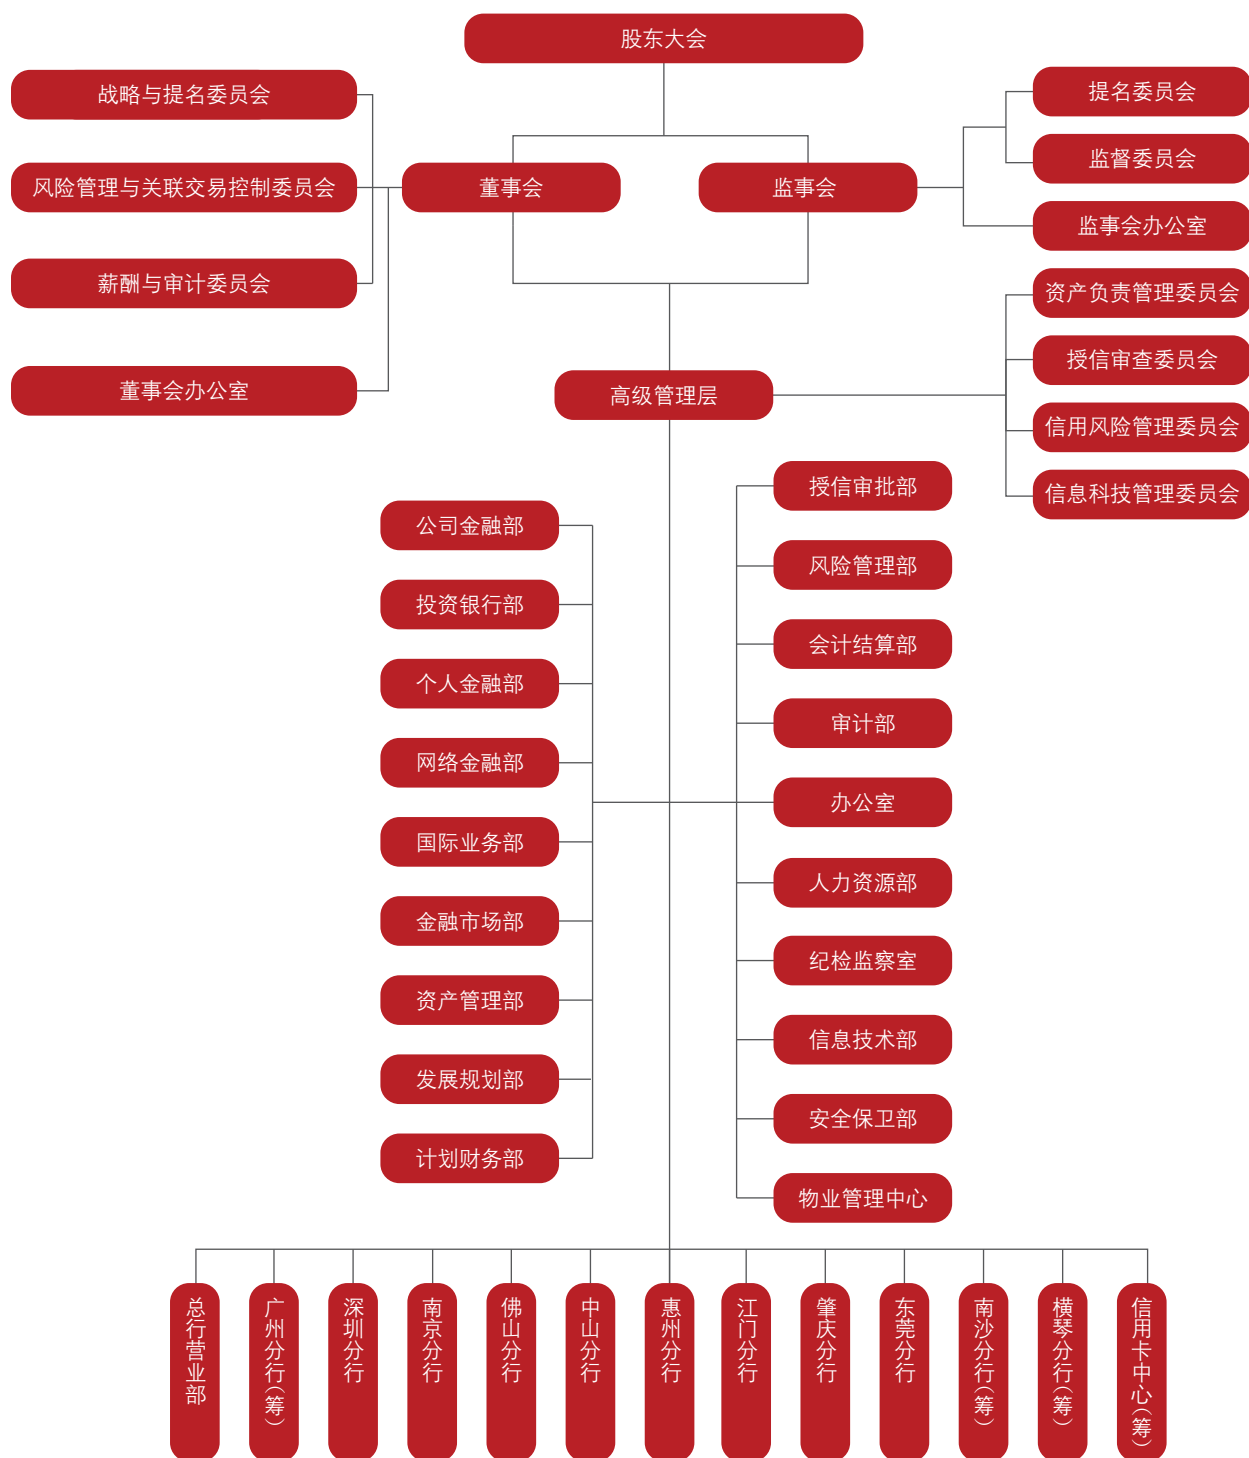 股东大会
战略与提名委员会
风险管理与关联交易控制委员会
薪酬与审计委员会
董事会办公室
董事会
监事会
提名委员会
监督委员会
监事会办公室
资产负责管理委员会
授信审查委员会
信用风险管理委员会
信息科技管理委员会
高级管理层
公司金融部
投资银行部
个人金融部
网络金融部
国际业务部
金融市场部
资产管理部
发展规划部
计划财务部
授信审批部
风险管理部
会计结算部
审计部
办公室
人力资源部
纪检监察室
信息技术部
安全保卫部
物业管理中心
总行营业部
广州分行(筹)
深圳分行
南京分行
佛山分行
中山分行
惠州分行
江门分行
肇庆分行
东莞分行
南沙分行(筹)
横琴分行(筹)
信用卡中心(筹)